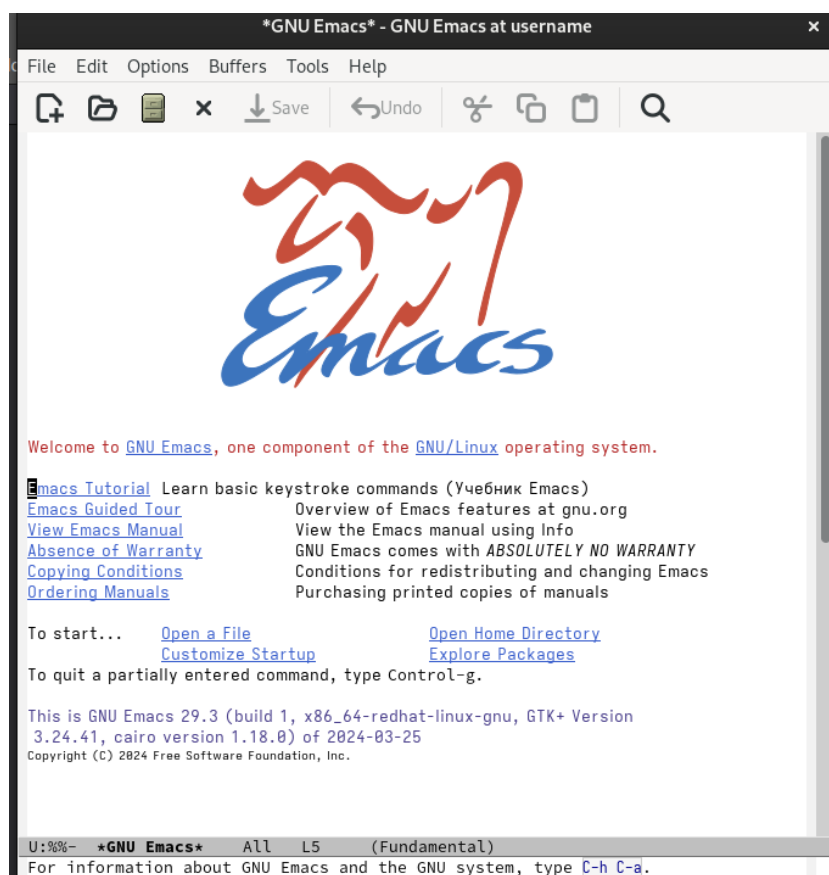 *GNU Emacs* - GNU Emacs at username ×
File Edit Options Buffers Tools Help
Save Undo
Emacs
Welcome to GNU Emacs, one component of the GNU/Linux operating system.
Emacs Tutorial Learn basic keystroke commands (Учебник Emacs)
Emacs Guided Tour Overview of Emacs features at gnu.org
View Emacs Manual View the Emacs manual using Info
Absence of Warranty GNU Emacs comes with ABSOLUTELY NO WARRANTY
Copying Conditions Conditions for redistributing and changing Emacs
Ordering Manuals Purchasing printed copies of manuals
To start... Open a File Open Home Directory
Customize Startup Explore Packages
To quit a partially entered command, type Control-g.
This is GNU Emacs 29.3 (build 1, x86_64-redhat-linux-gnu, GTK+ Version
3.24.41, cairo version 1.18.0) of 2024-03-25
Copyright (C) 2024 Free Software Foundation, Inc.
U:%%- *GNU Emacs* All L5 (Fundamental)
For information about GNU Emacs and the GNU system, type C-h C-a.